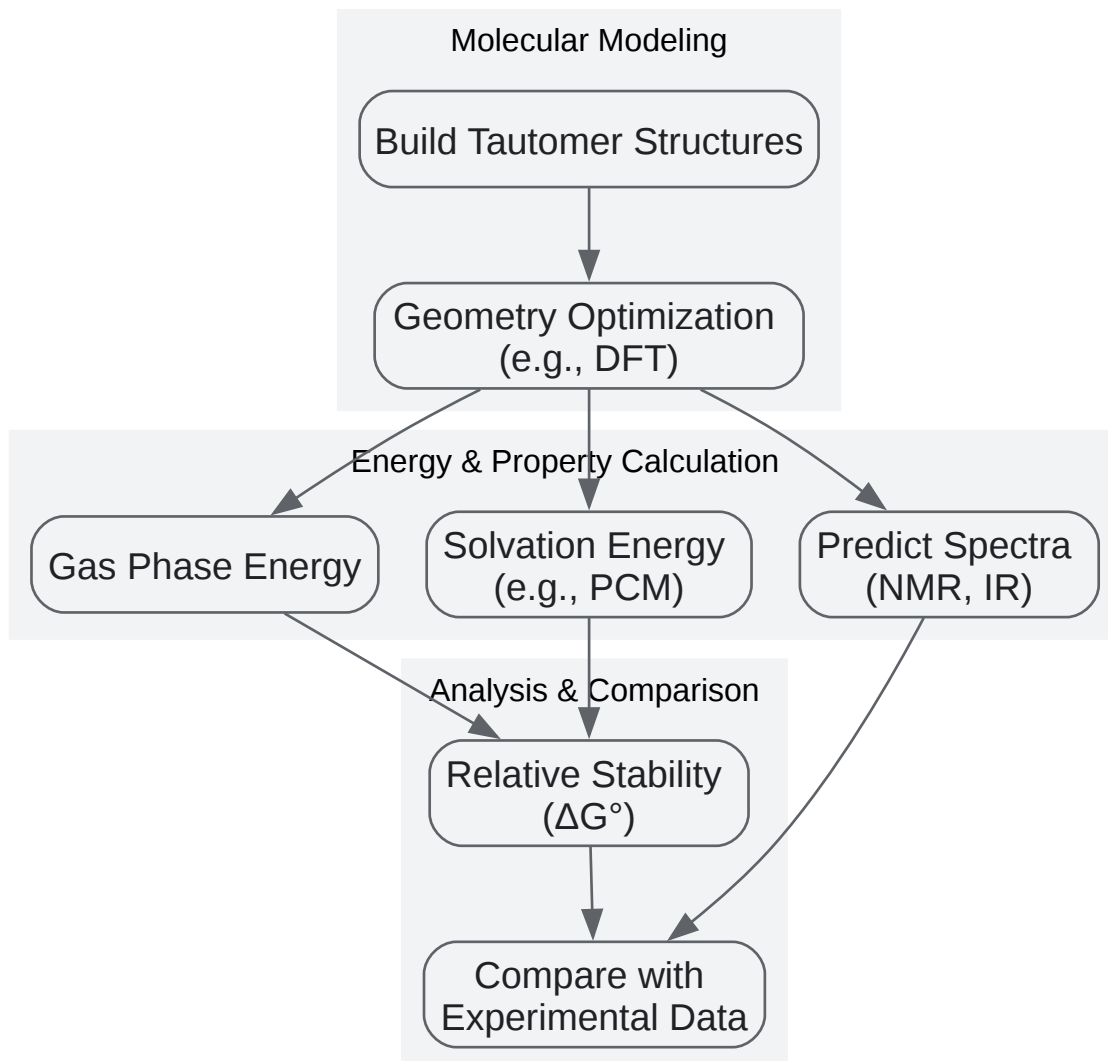 Molecular Modeling
Build Tautomer Structures
Geometry Optimization
(e.g., DFT)
Energy & Property Calculation
Gas Phase Energy
Solvation Energy
(e.g., PCM)
Predict Spectra
(NMR, IR)
Analysis & Comparison
Relative Stability
(ΔG°)
Compare with
Experimental Data